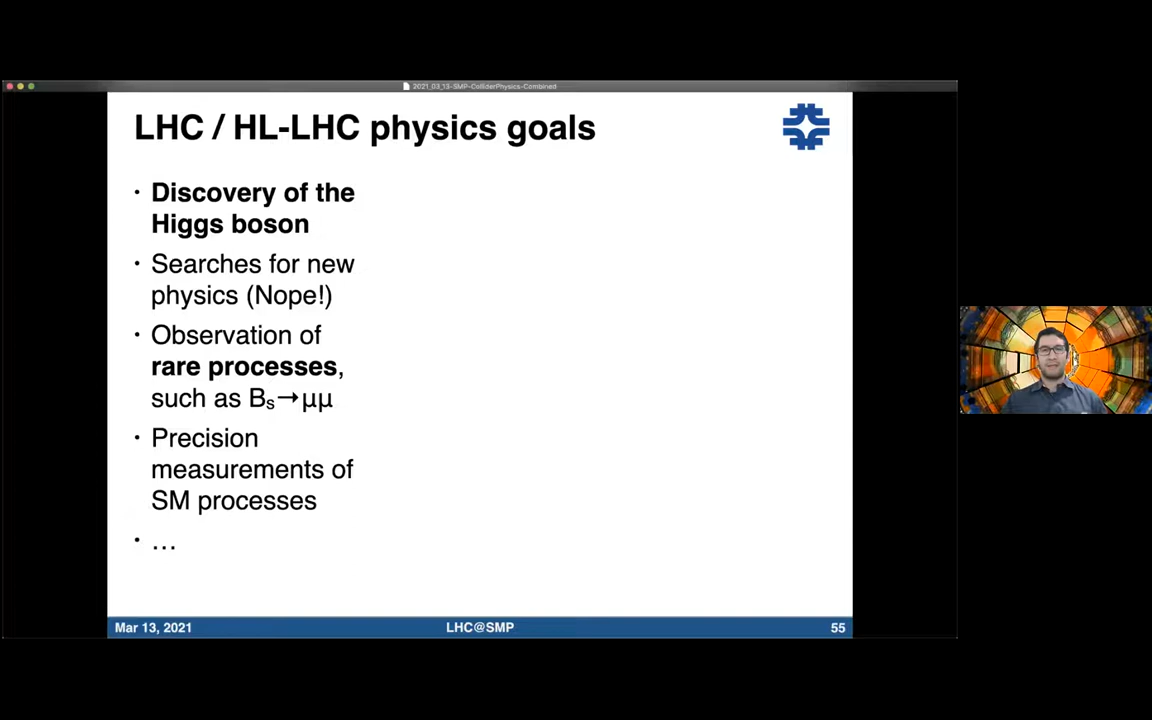 2021_03_13-SMP-ColliderPhysics-Combined
LHC / HL-LHC physics goals
• Discovery of the
Higgs boson
• Searches for new
physics (Nope!)
• Observation of
rare processes,
such as Bₛ→μμ
• Precision
measurements of
SM processes
• …
Mar 13, 2021
LHC@SMP
55